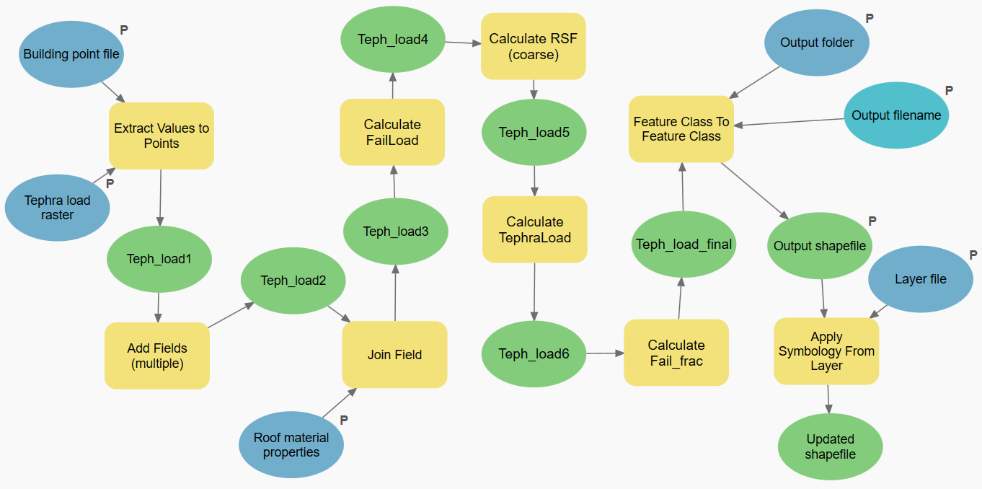 P
Building point file
Extract Values to
Points
P
Tephra load
raster
Teph_load1
Add Fields
(multiple)
Teph_load2
Join Field
P
Roof material
properties
Teph_load3
Calculate
FailLoad
Teph_load4
Calculate RSF
(coarse)
Teph_load5
Calculate
TephraLoad
Teph_load6
Calculate
Fail_frac
Teph_load_final
Feature Class To
Feature Class
P
Output folder
P
Output filename
P
Output shapefile
P
Layer file
Apply
Symbology From
Layer
Updated
shapefile